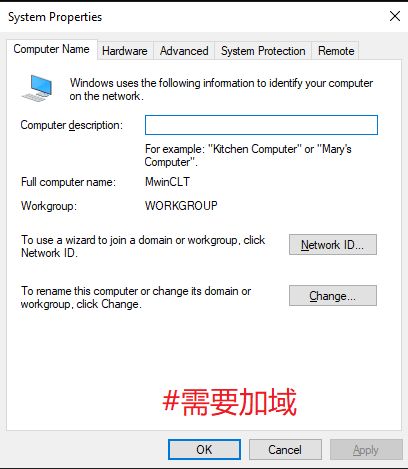 System Properties
Computer Name
Hardware
Advanced
System Protection
Remote
Windows uses the following information to identify your computer
on the network.
Computer description:
For example: "Kitchen Computer" or "Mary's
Computer".
Full computer name:
MwinCLT
Workgroup:
WORKGROUP
To use a wizard to join a domain or workgroup, click
Network ID.
Network ID...
To rename this computer or change its domain or
workgroup, click Change.
Change...
#需要加域
OK
Cancel
Apply